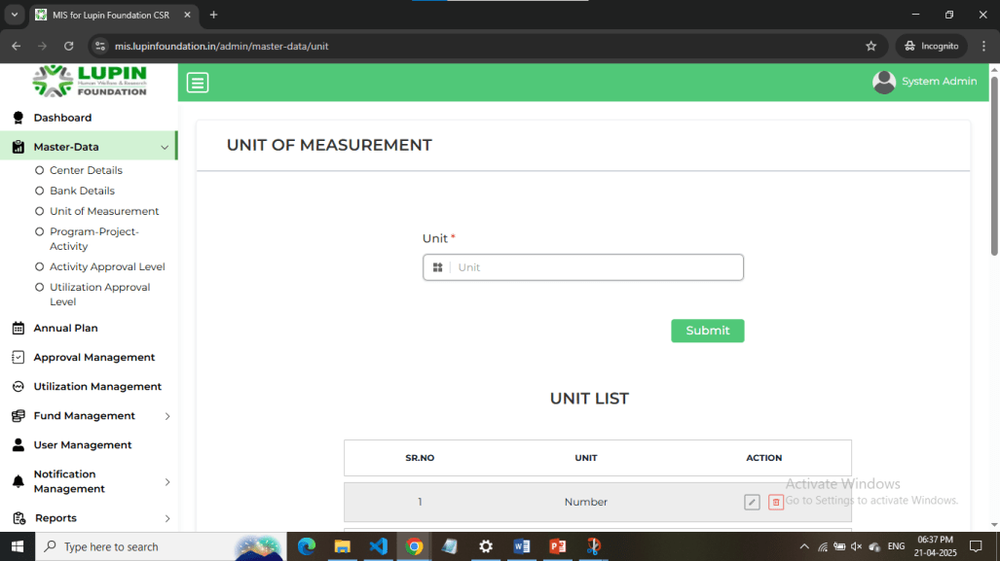 MIS for Lupin Foundation CSR
mis.lupinfoundation.in/admin/master-data/unit
Incognito
LUPIN
Human Welfare & Research
FOUNDATION
System Admin
Dashboard
Master-Data
Center Details
Bank Details
Unit of Measurement
Program-Project-
Activity
Activity Approval Level
Utilization Approval
Level
Annual Plan
Approval Management
Utilization Management
Fund Management
User Management
Notification
Management
Reports
UNIT OF MEASUREMENT
Unit *
Unit
Submit
UNIT LIST
SR.NO UNIT ACTION
1 Number
Activate Windows
Go to Settings to activate Windows.
Type here to search
ENG
06:37 PM
21-04-2025